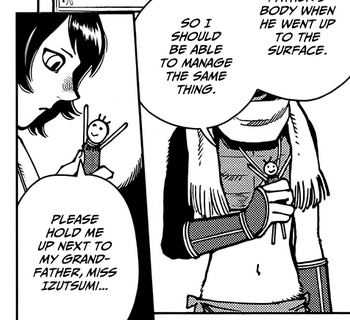 FATHER'S
BODY WHEN
HE WENT UP
TO THE
SURFACE.
SO I
SHOULD
BE ABLE
TO MANAGE
THE SAME
THING.
PLEASE
HOLD ME
UP NEXT TO
MY GRAND-
FATHER, MISS
IZUTSUMI...